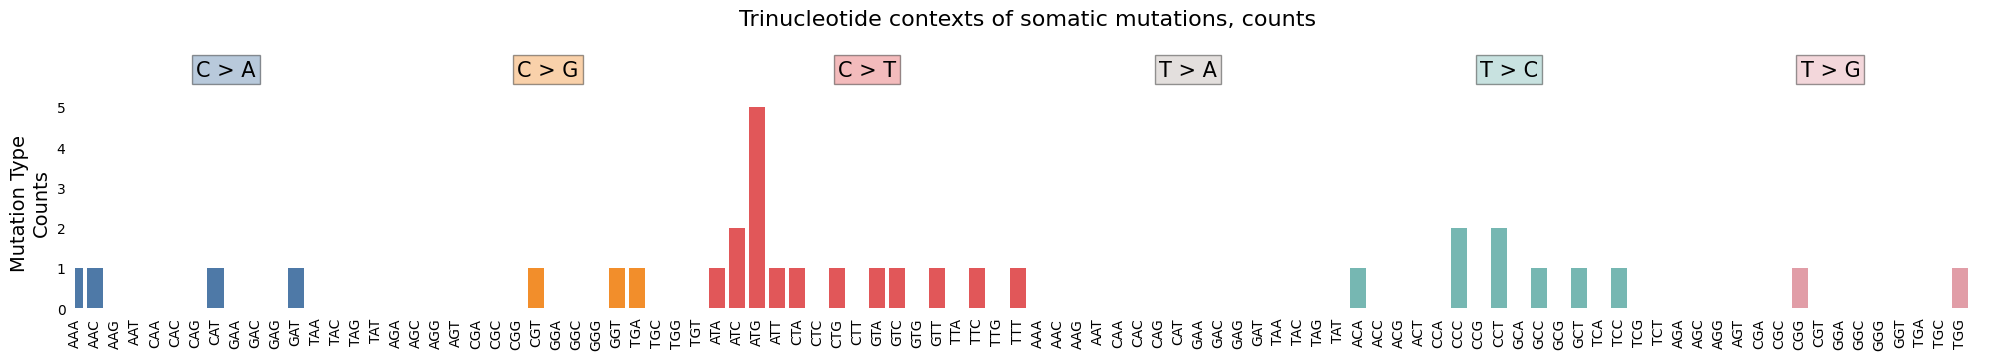 Trinucleotide contexts of somatic mutations, counts
C > A C > G C > T T > A T > C T > G
Mutation Type
Counts
5
4
3
2
1
0
AAA AAC AAG AAT CAA CAC CAG CAT GAA GAC GAG GAT TAA TAC TAG TAT AGA AGC AGG AGT CGA CGC CGG CGT GGA GGC GGG GGT TGA TGC TGG TGT ATA ATC ATG ATT CTA CTC CTG CTT GTA GTC GTG GTT TTA TTC TTG TTT AAA AAC AAG AAT CAA CAC CAG CAT GAA GAC GAG GAT TAA TAC TAG TAT ACA ACC ACG ACT CCA CCC CCG CCT GCA GCC GCG GCT TCA TCC TCG TCT AGA AGC AGG AGT CGA CGC CGG CGT GGA GGC GGG GGT TGA TGC TGG